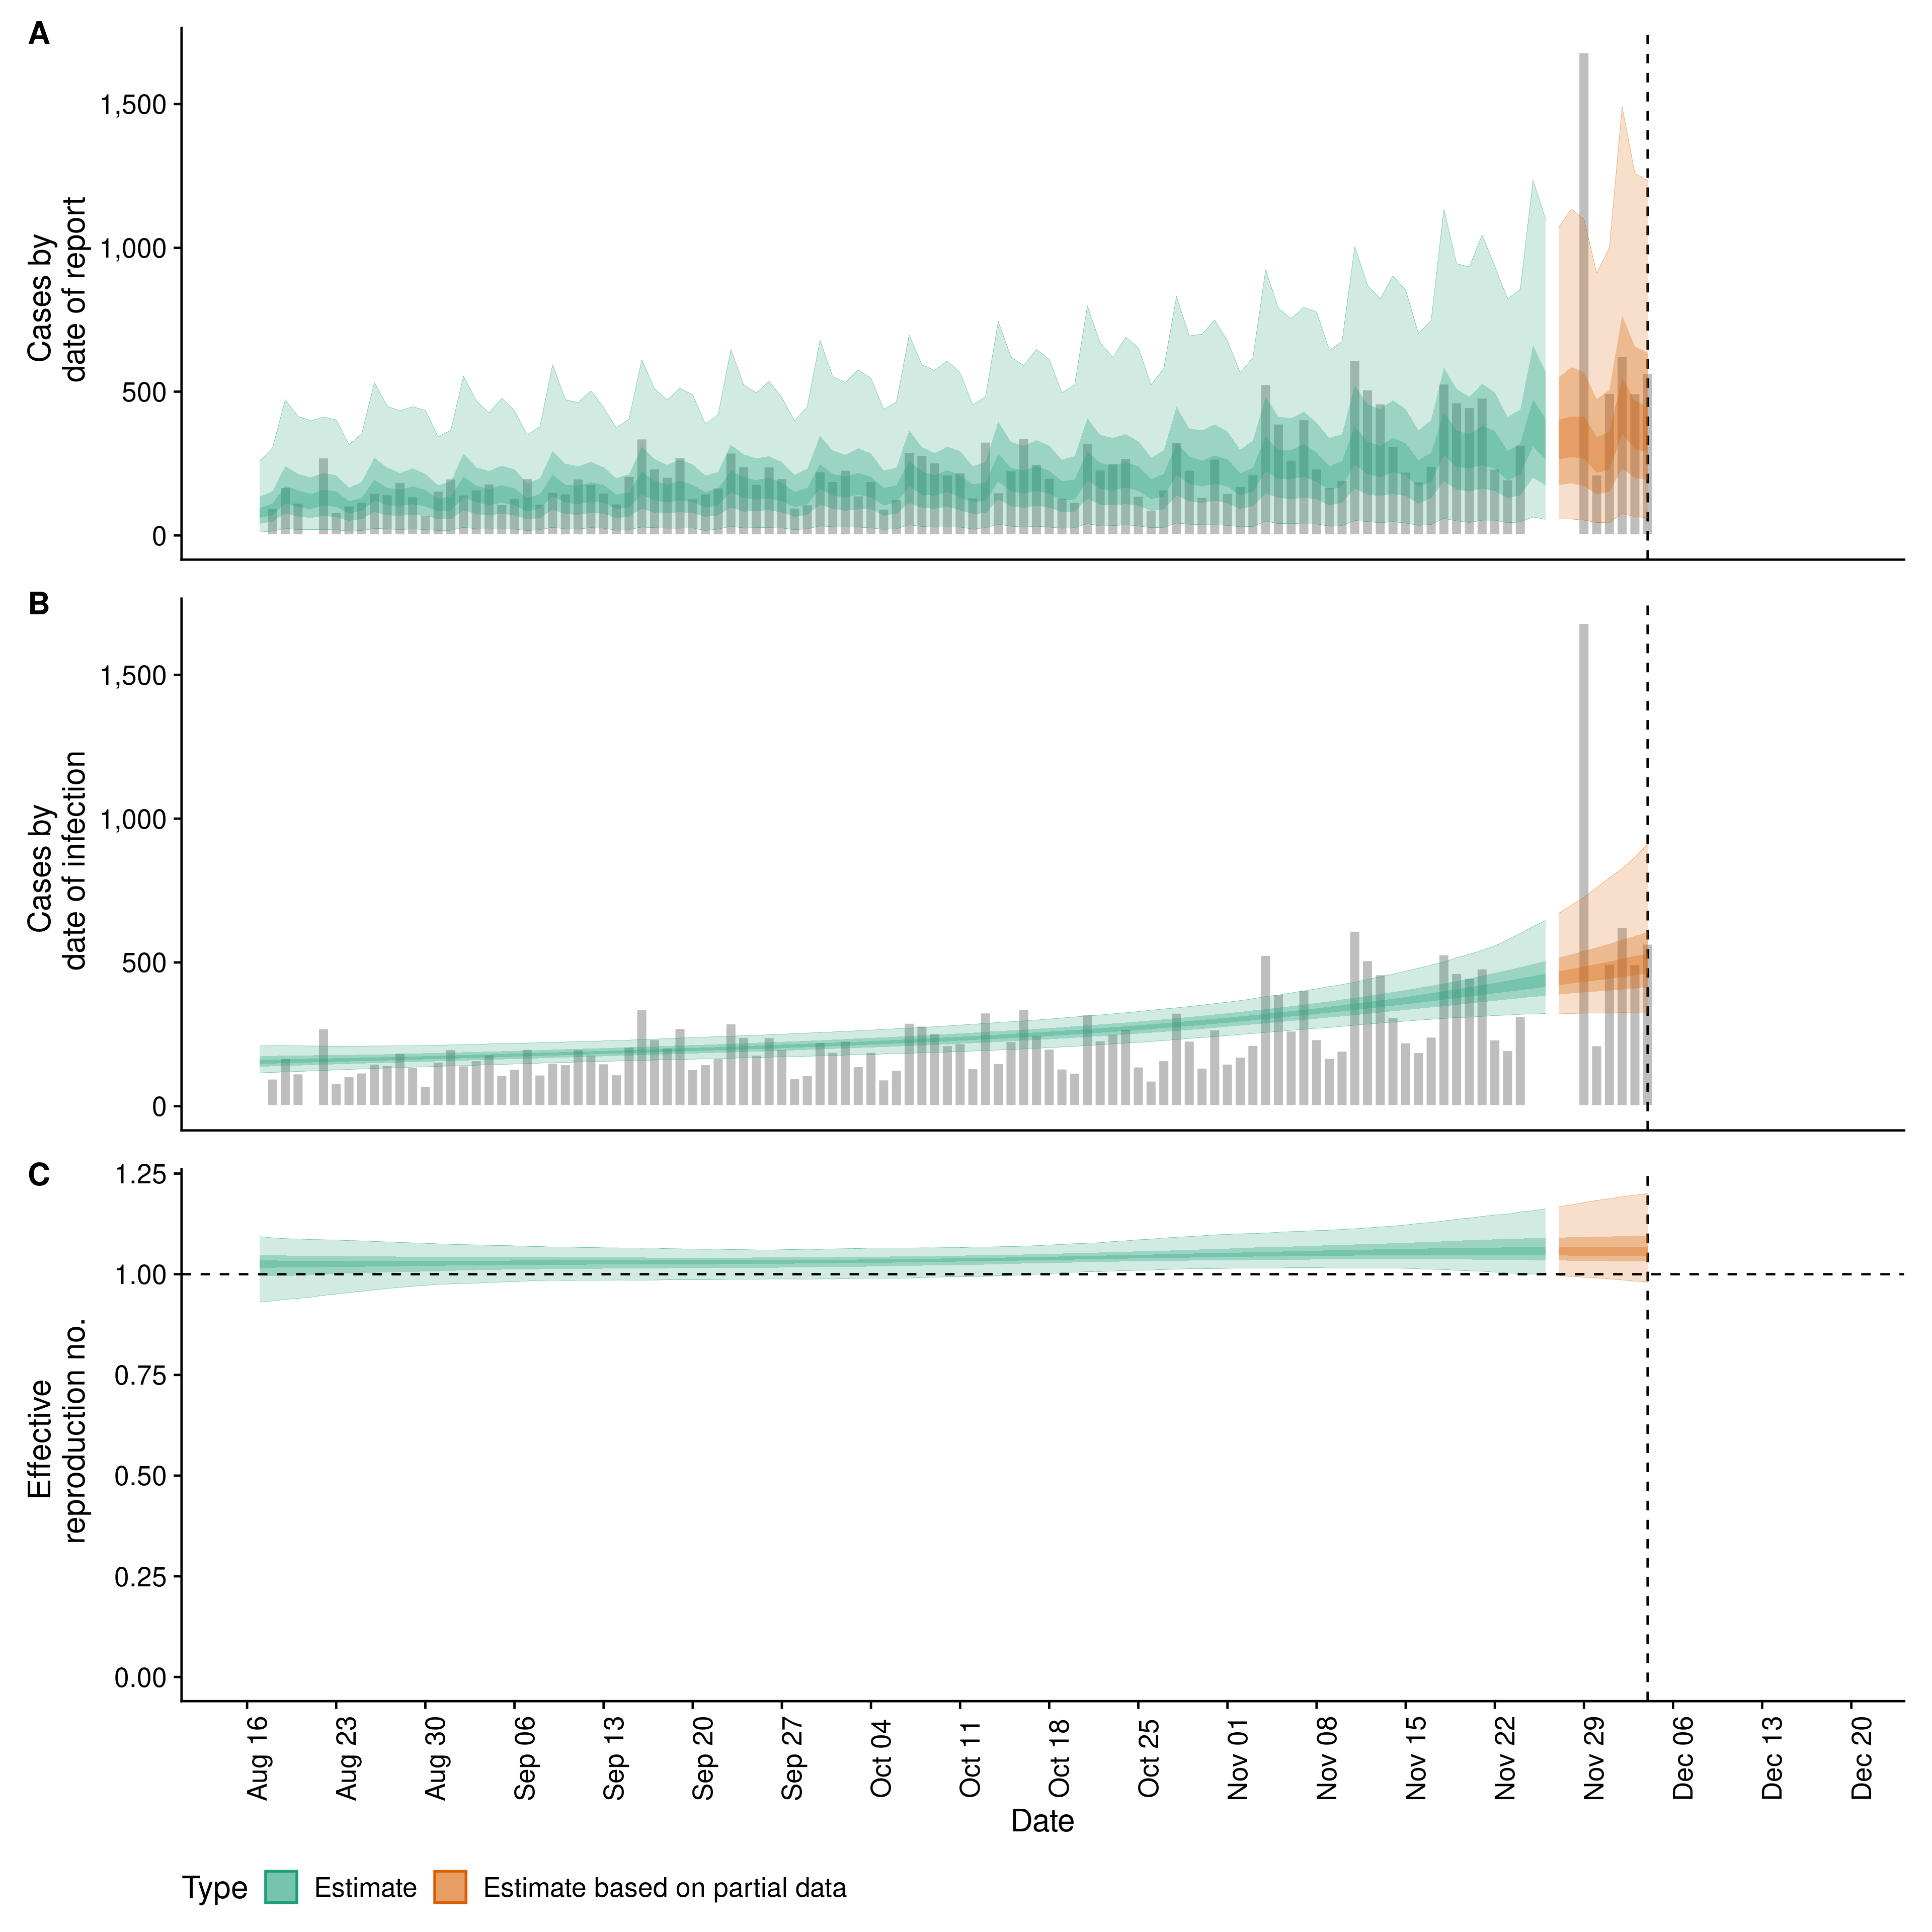 A
Cases by
date of report
1,500
1,000
500
0
B
Cases by
date of infection
1,500
1,000
500
0
C
Effective
reproduction no.
1.25
1.00
0.75
0.50
0.25
0.00
Aug 16
Aug 23
Aug 30
Sep 06
Sep 13
Sep 20
Sep 27
Oct 04
Oct 11
Oct 18
Oct 25
Nov 01
Nov 08
Nov 15
Nov 22
Nov 29
Dec 06
Dec 13
Dec 20
Date
Type Estimate Estimate based on partial data